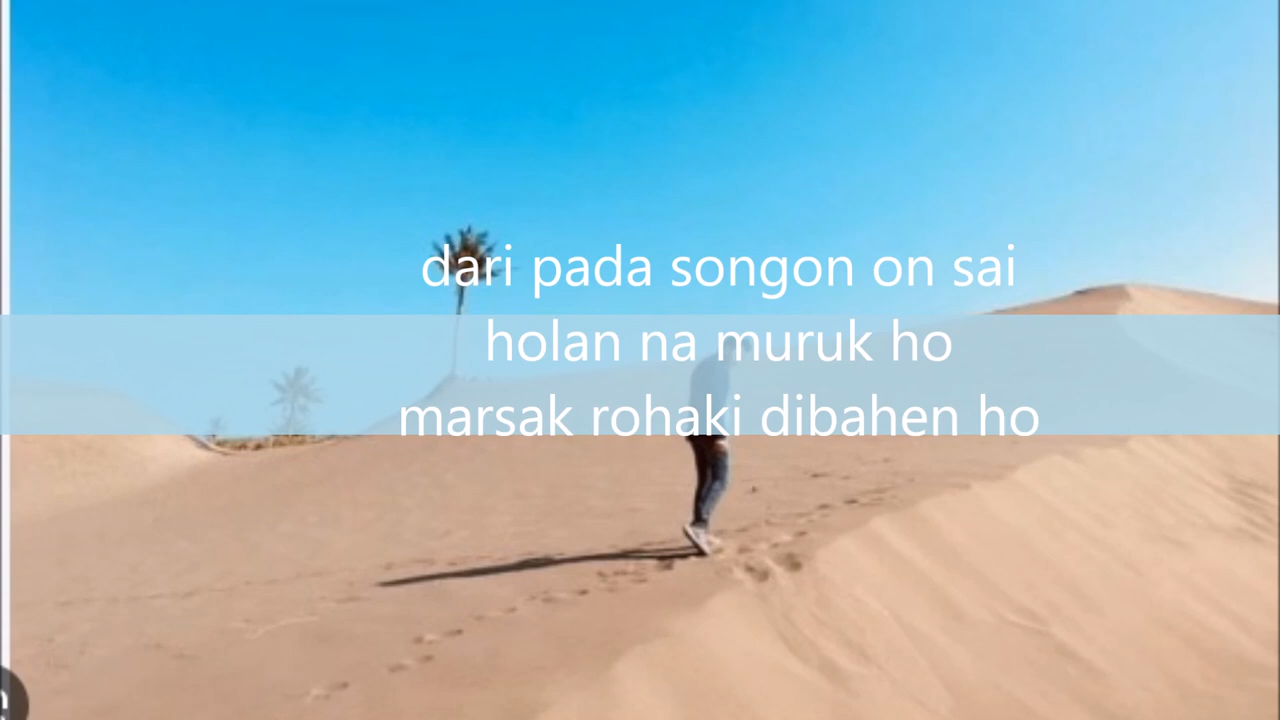 dari pada songon on sai
holan na muruk ho
marsak rohaki dibahen ho